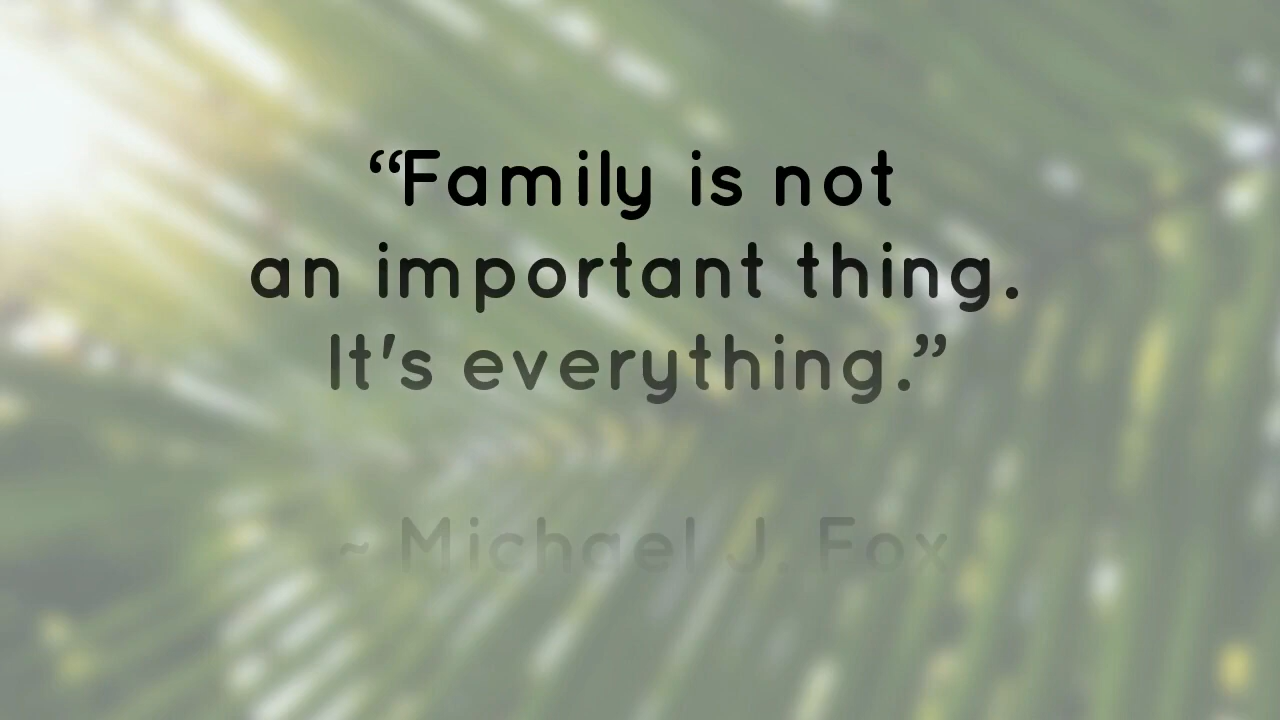 “Family is not
an important thing.
It's everything.”
~ Michael J. Fox